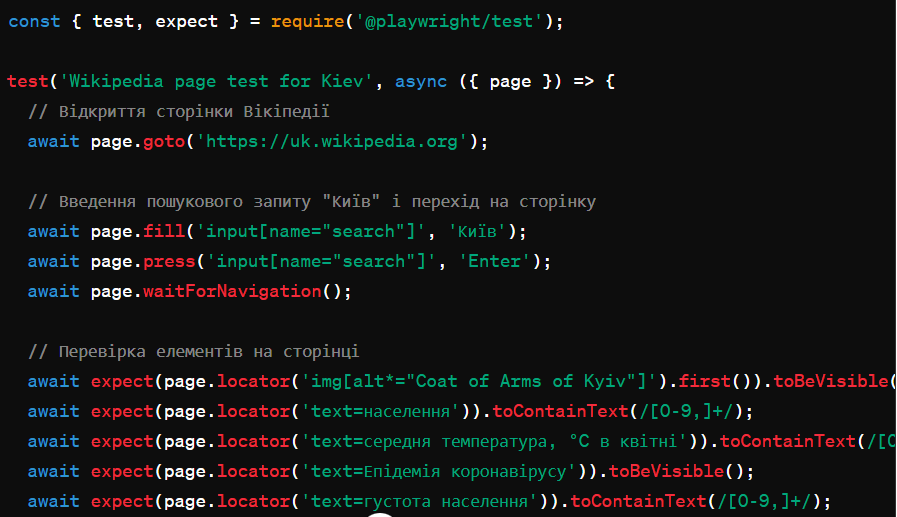 const { test, expect } = require('@playwright/test');
test('Wikipedia page test for Kiev', async ({ page }) => {
// Відкриття сторінки Вікіпедії
await page.goto('https://uk.wikipedia.org');
// Введення пошукового запиту "Київ" і перехід на сторінку
await page.fill('input[name="search"]', 'Київ');
await page.press('input[name="search"]', 'Enter');
await page.waitForNavigation();
// Перевірка елементів на сторінці
await expect(page.locator('img[alt*="Coat of Arms of Kyiv"]').first()).toBeVisible(
await expect(page.locator('text=населення')).toContainText(/[0-9,]+/);
await expect(page.locator('text=середня температура, °C в квітні')).toContainText(/[0
await expect(page.locator('text=Епідемія коронавірусу')).toBeVisible();
await expect(page.locator('text=густота населення')).toContainText(/[0-9,]+/);